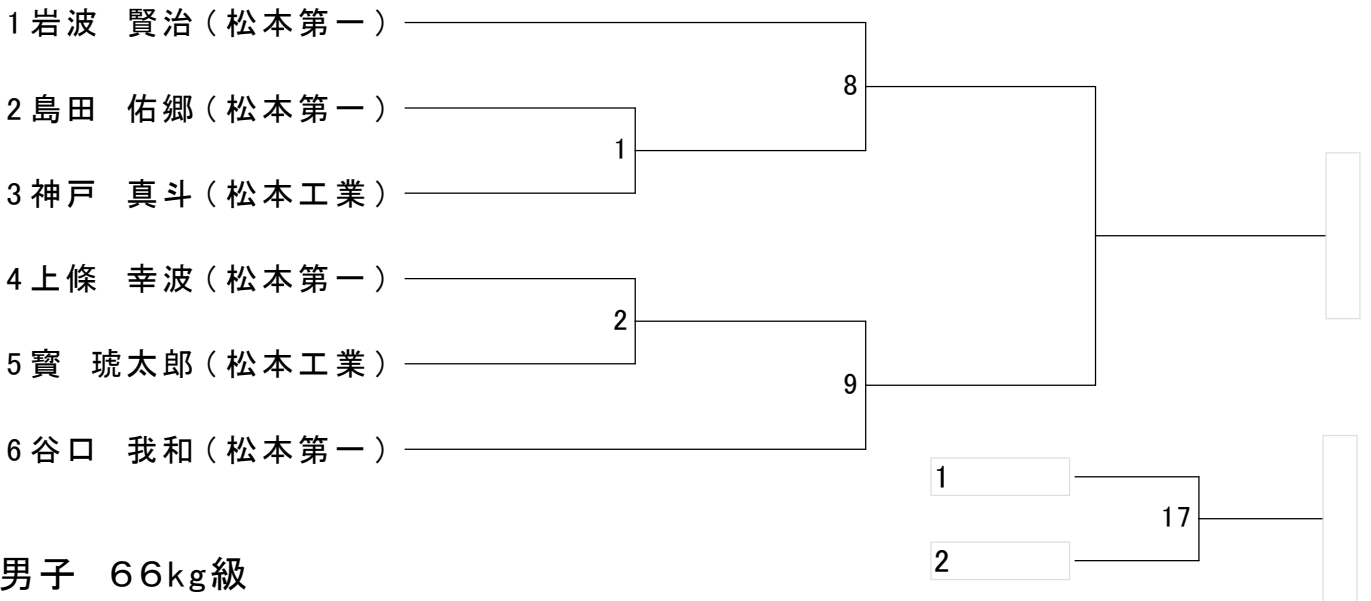 1岩波　賢治（松本第一）
8
2島田　佑郷（松本第一）
1
3神戸　真斗（松本工業）
4上條　幸波（松本第一）
2
5寳　琥太郎（松本工業）
9
6谷口　我和（松本第一）
1
17
2
男子　６６kg級